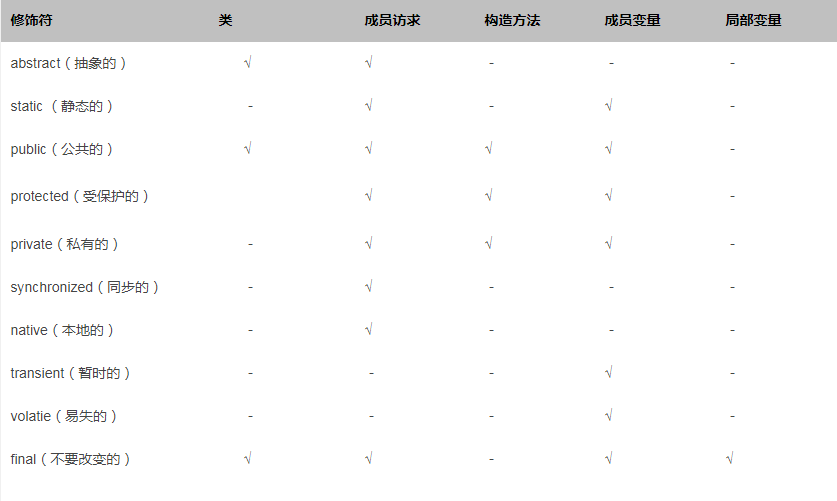 修饰符 类 成员访求 构造方法 成员变量 局部变量
abstract（抽象的） √ √ - - -
static （静态的） - √ - √ -
public（公共的） √ √ √ √ -
protected（受保护的） √ √ √ -
private（私有的） - √ √ √ -
synchronized（同步的） - √ - - -
native（本地的） - √ - - -
transient（暂时的） - - - √ -
volatie（易失的） - - - √ -
final（不要改变的） √ √ - √ √